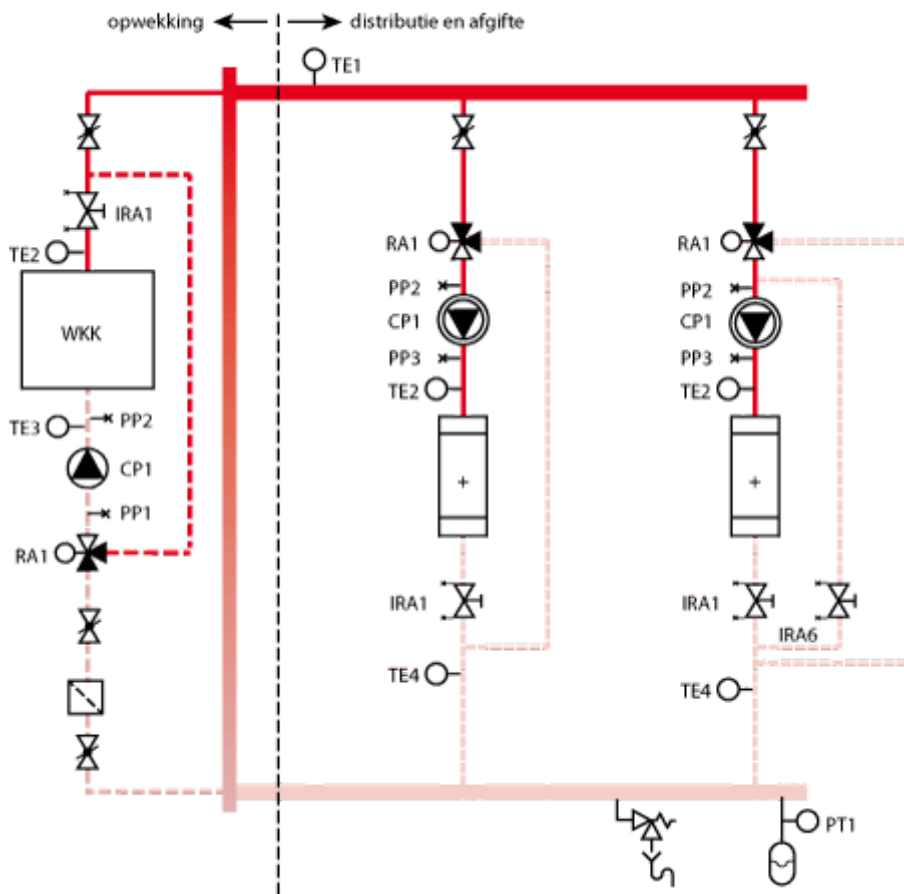 opwekking
distributie en afgifte
TE1
IRA1
TE2
WKK
TE3
PP2
CP1
PP1
RA1
RA1
PP2
CP1
PP3
TE2
+
IRA1
TE4
RA1
PP2
CP1
PP3
TE2
+
IRA1
IRA6
TE4
PT1